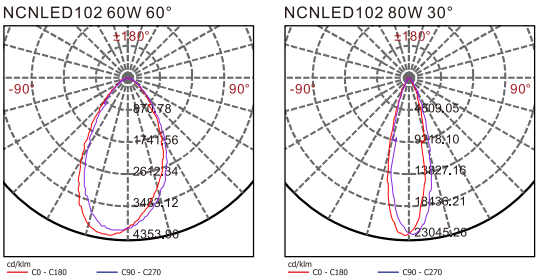 NCNLED102 60W 60°
±180°
-90°
90°
870.78
1741.56
2612.34
3483.12
4353.90
cd/klm
C0 - C180
C90 - C270
NCNLED102 80W 30°
±180°
-90°
90°
4609.05
9218.10
13827.16
18436.21
23045.26
cd/klm
C0 - C180
C90 - C270